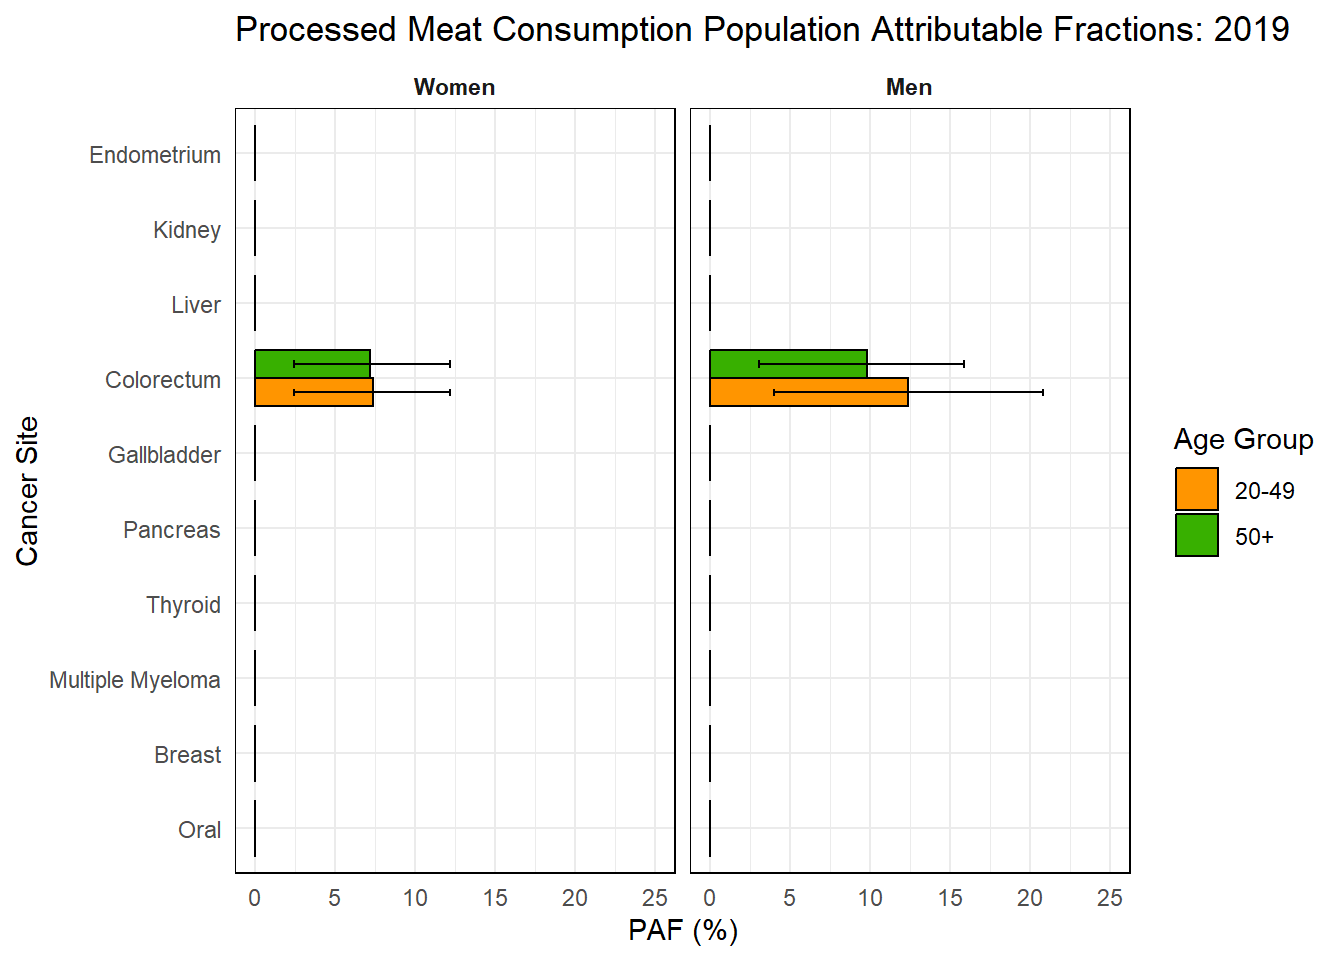 Processed Meat Consumption Population Attributable Fractions: 2019
Women
Men
Endometrium
Kidney
Liver
Colorectum
Gallbladder
Pancreas
Thyroid
Multiple Myeloma
Breast
Oral
Cancer Site
0 5 10 15 20 25
0 5 10 15 20 25
PAF (%)
Age Group
20-49
50+